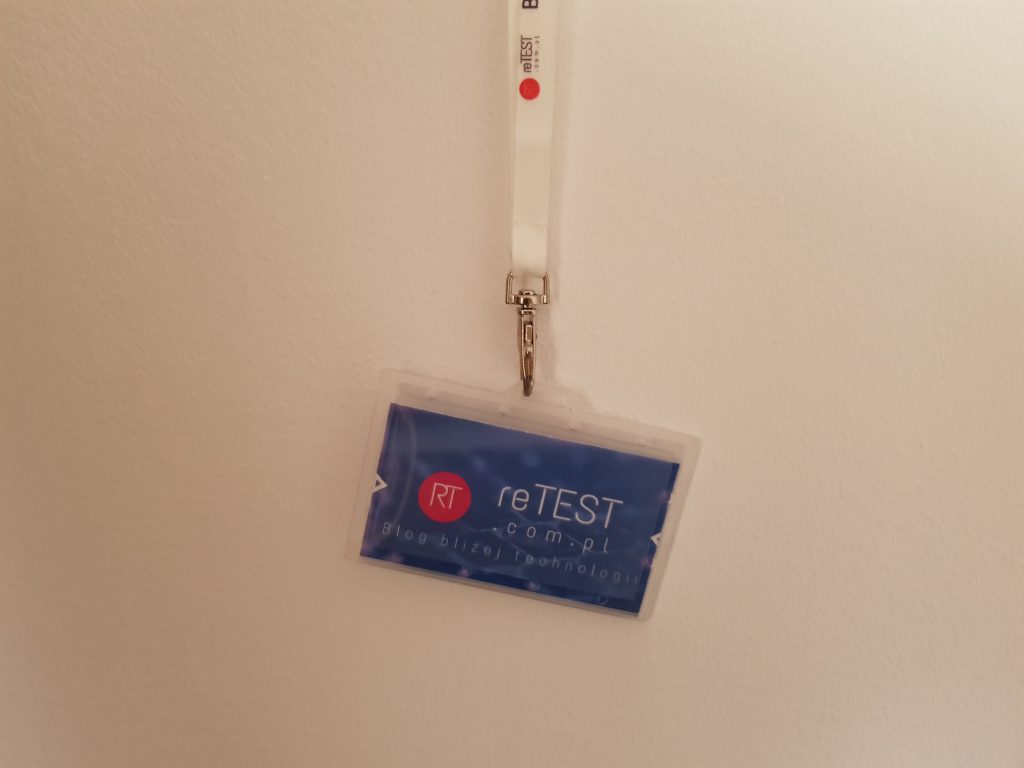 reTEST
RT
reTEST
.com.pl
Blog bliżej technologii